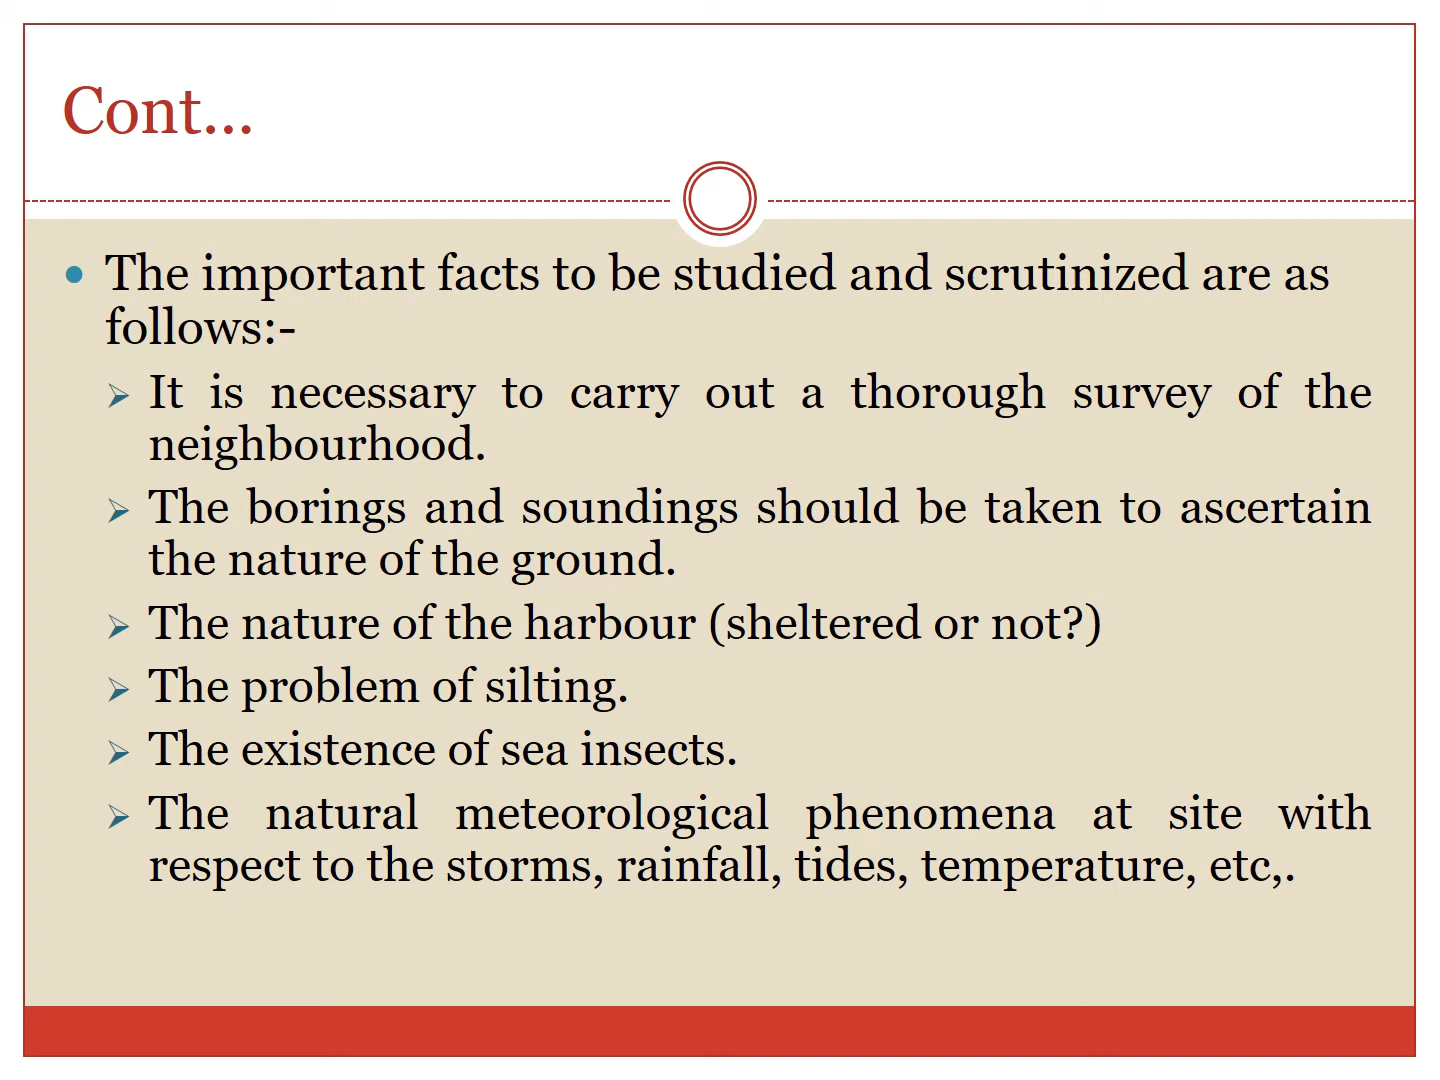 Cont...
• The important facts to be studied and scrutinized are as
follows:-
➢ It is necessary to carry out a thorough survey of the
neighbourhood.
➢ The borings and soundings should be taken to ascertain
the nature of the ground.
➢ The nature of the harbour (sheltered or not?)
➢ The problem of silting.
➢ The existence of sea insects.
➢ The natural meteorological phenomena at site with
respect to the storms, rainfall, tides, temperature, etc,.